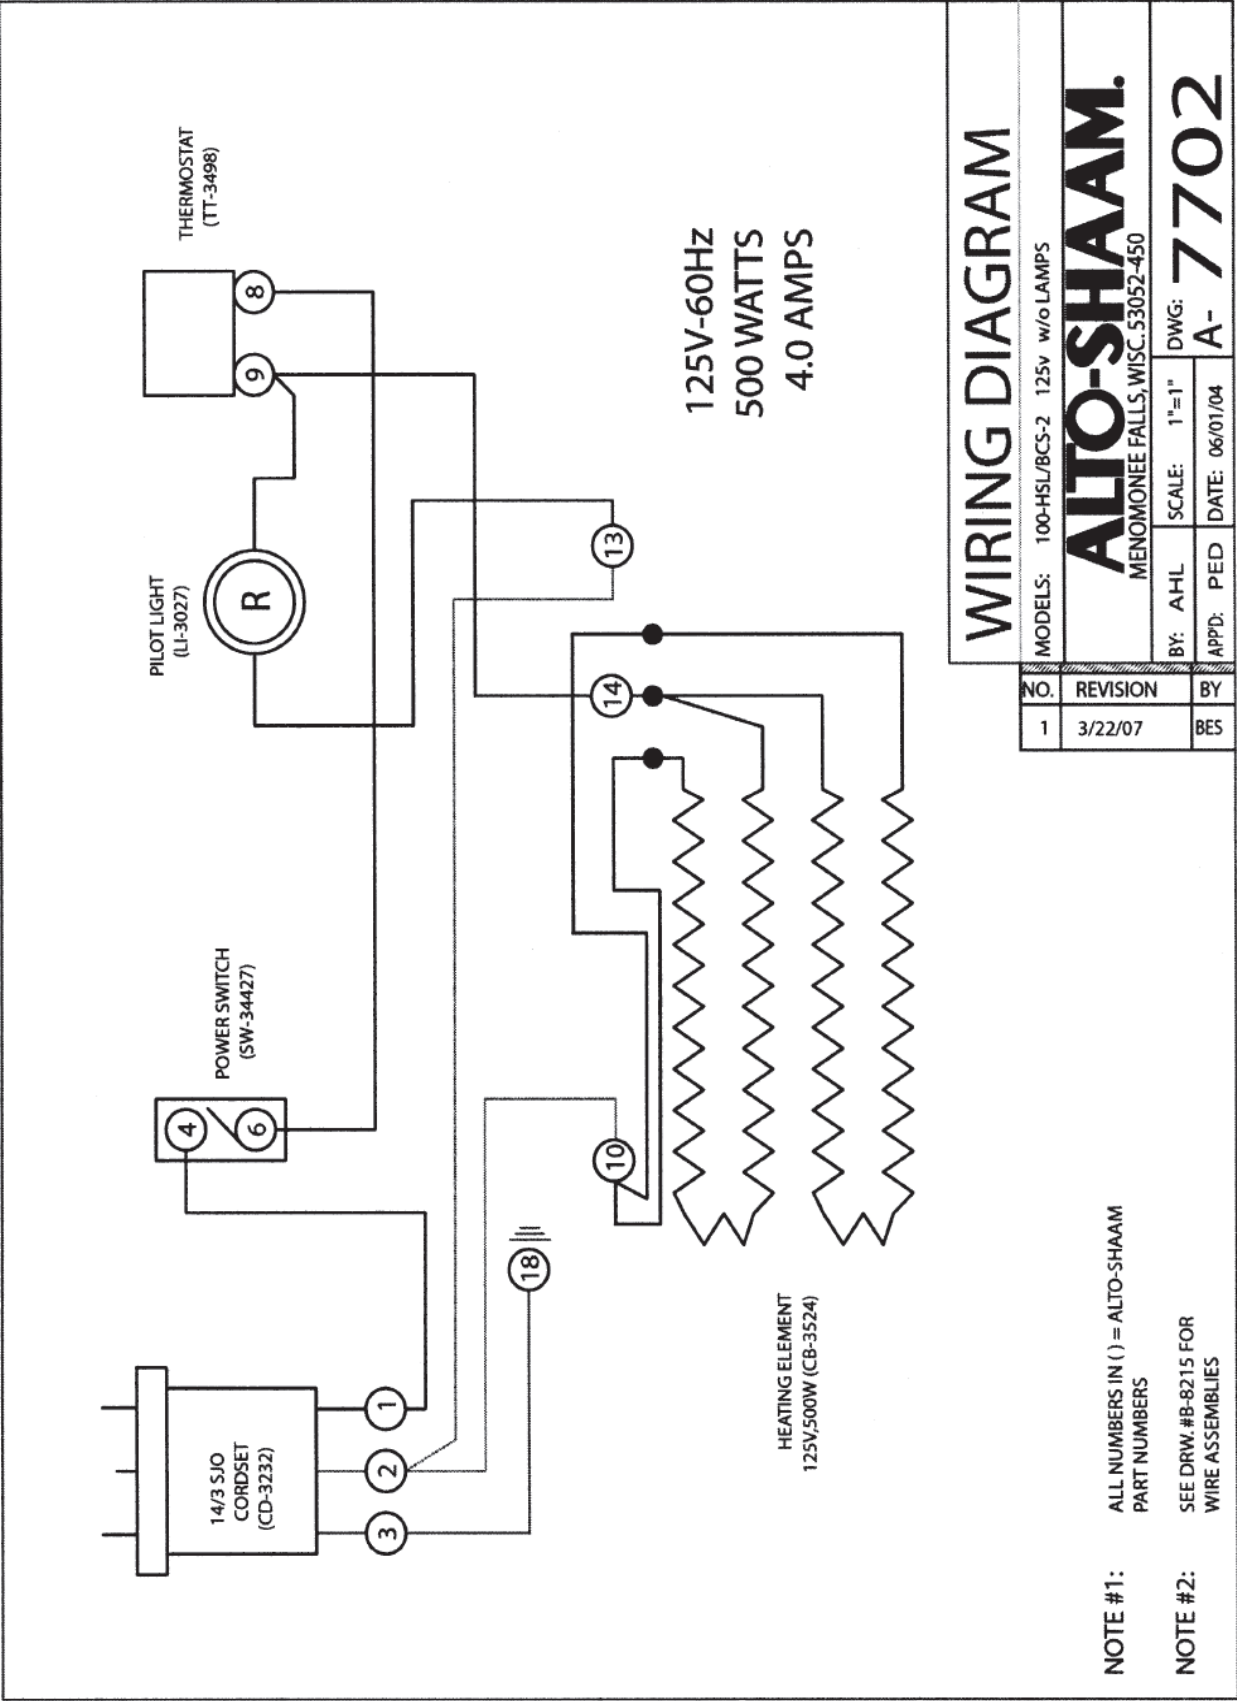 THERMOSTAT
(TT-3498)
8
9
PILOT LIGHT
(LI-3027)
R
POWER SWITCH
(SW-34427)
4
6
14/3 SJO
CORDSET
(CD-3232)
1
2
3
18
10
13
14
HEATING ELEMENT
125V,500W (CB-3524)
125V-60Hz
500 WATTS
4.0 AMPS
NOTE #1: ALL NUMBERS IN ( ) = ALTO-SHAAM
PART NUMBERS
NOTE #2: SEE DRW. #B-8215 FOR
WIRE ASSEMBLIES
NO. REVISION BY
1 3/22/07 BES
WIRING DIAGRAM
MODELS: 100-HSL/BCS-2 125v w/o LAMPS
ALTO-SHAAM.
MENOMONEE FALLS, WISC. 53052-450
BY: AHL SCALE: 1"=1" DWG:
APP'D: PED DATE: 06/01/04 A- 7702